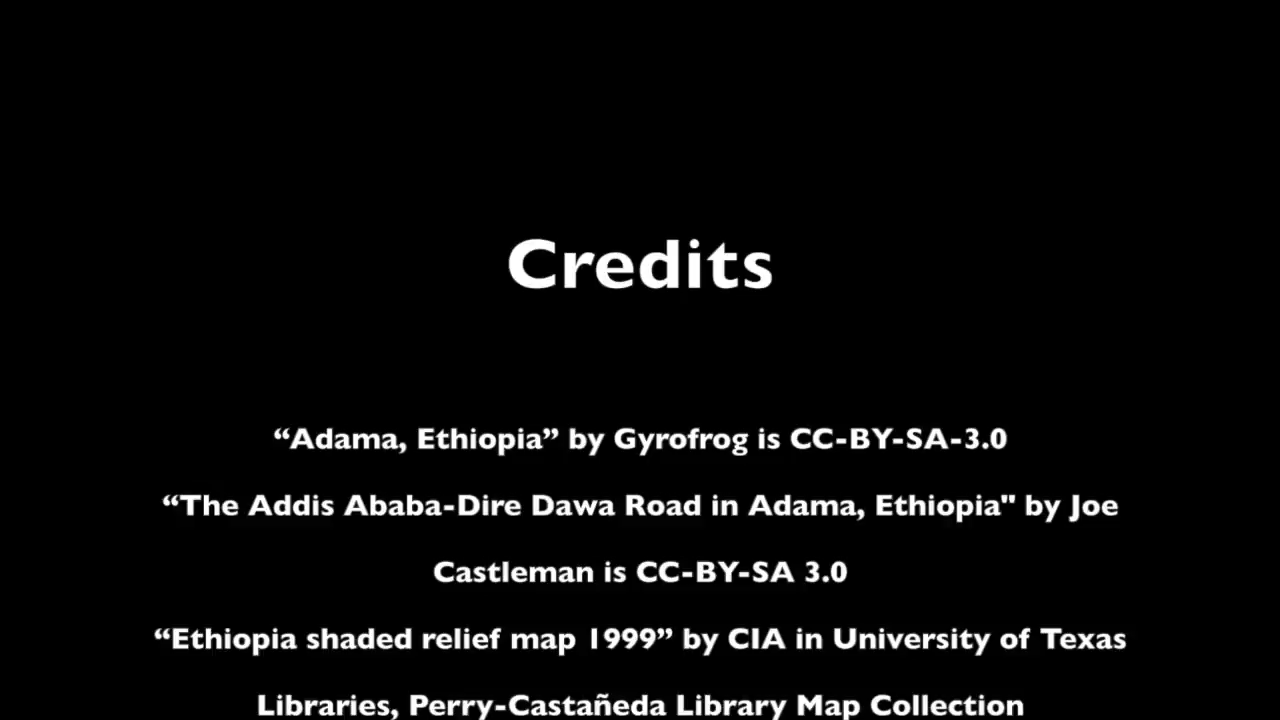 Credits
“Adama, Ethiopia” by Gyrofrog is CC-BY-SA-3.0
“The Addis Ababa-Dire Dawa Road in Adama, Ethiopia" by Joe
Castleman is CC-BY-SA 3.0
“Ethiopia shaded relief map 1999” by CIA in University of Texas
Libraries, Perry-Castañeda Library Map Collection